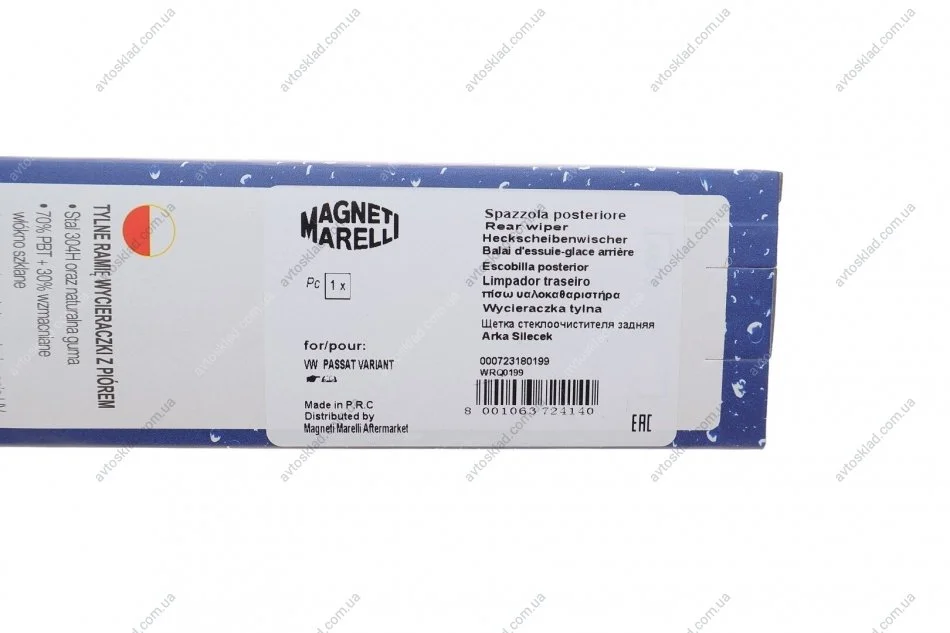 MAGNETI
MARELLI
Pc 1 x
for/pour:
VW PASSAT VARIANT
Made in P.R.C
Distributed by
Magneti Marelli Aftermarket
Spazzola posteriore
Rear wiper
Heckscheibenwischer
Balai d'essuie-glace arrière
Escobilla posterior
Limpador traseiro
πίσω υαλοκαθαριστήρα
Wycieraczka tylna
Щетка стеклоочистителя задняя
Arka Silecek
000723180199
WRQ0199
8 001063 724140
EAC
TYLNE RAMIĘ WYCIERACZKI Z PIÓREM
• Stal 304H oraz naturalna guma
• 70% PBT + 30% wzmacniane
włókno szklane
avtosklad.com.ua